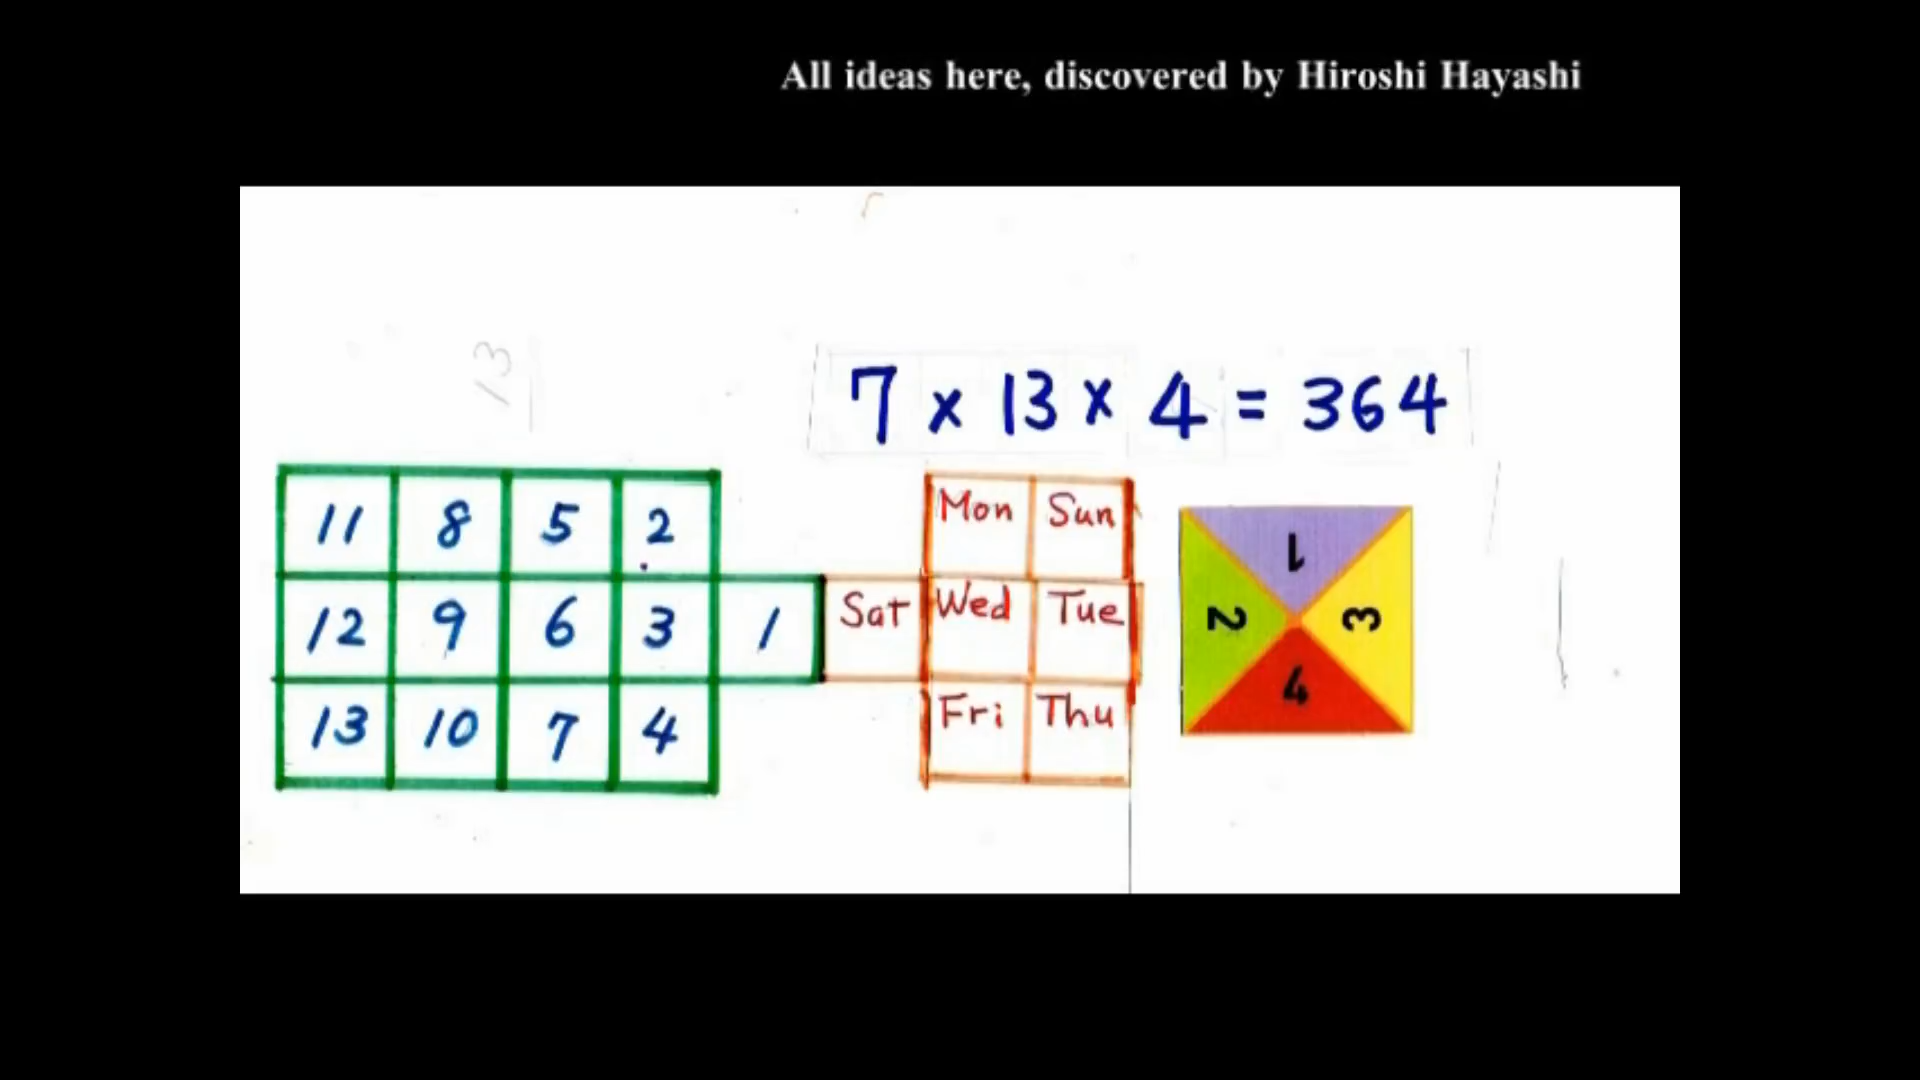 All ideas here, discovered by Hiroshi Hayashi
13
7 x 13 x 4 = 364
11 8 5 2
12 9 6 3 1
13 10 7 4
Mon Sun
Sat Wed Tue
Fri Thu
1
2 3
4